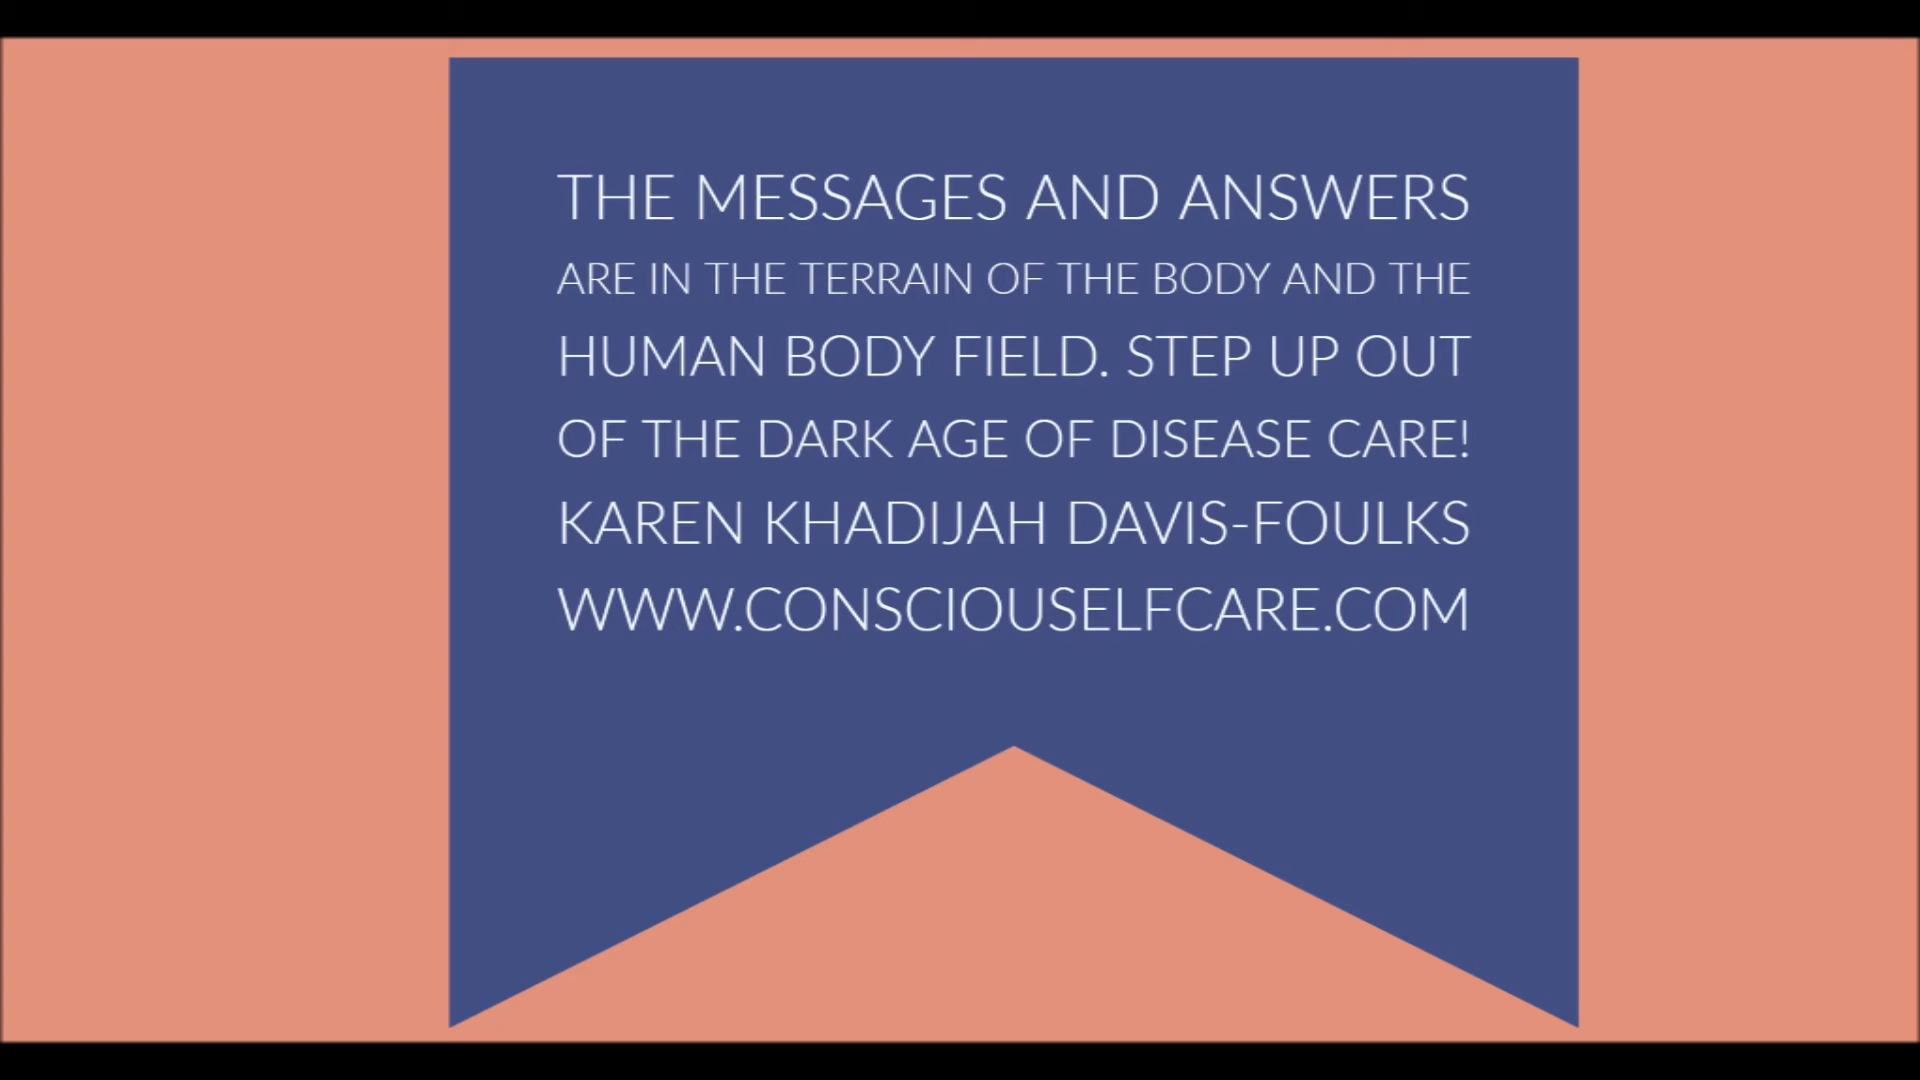 THE MESSAGES AND ANSWERS
ARE IN THE TERRAIN OF THE BODY AND THE
HUMAN BODY FIELD. STEP UP OUT
OF THE DARK AGE OF DISEASE CARE!
KAREN KHADIJAH DAVIS-FOULKS
WWW.CONSCIOUSELFCARE.COM